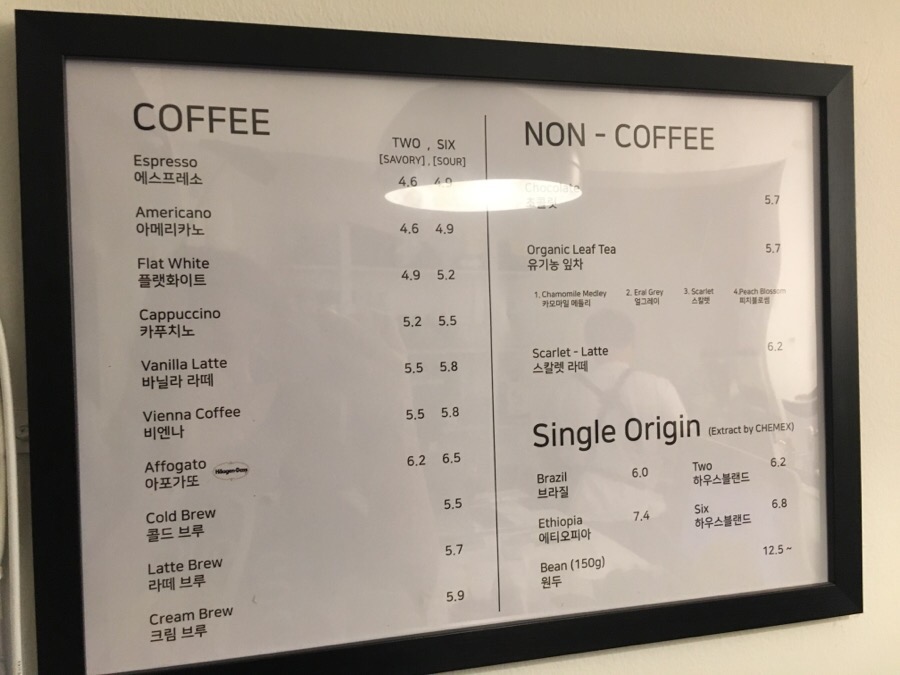 COFFEE
TWO , SIX
[SAVORY] , [SOUR]
Espresso
에스프레소
4.6 4.9
Americano
아메리카노
4.6 4.9
Flat White
플랫화이트
4.9 5.2
Cappuccino
카푸치노
5.2 5.5
Vanilla Latte
바닐라 라떼
5.5 5.8
Vienna Coffee
비엔나
5.5 5.8
Affogato
아포가또
Häagen-Dazs
6.2 6.5
Cold Brew
콜드 브루
5.5
Latte Brew
라떼 브루
5.7
Cream Brew
크림 브루
5.9
NON - COFFEE
Chocolate
초콜릿
5.7
Organic Leaf Tea
유기농 잎차
5.7
1. Chamomile Medley
카모마일 메들리
2. Eral Grey
얼그레이
3. Scarlet
스칼렛
4.Peach Blossom
피치블로썸
Scarlet - Latte
스칼렛 라떼
6.2
Single Origin (Extract by CHEMEX)
Brazil
브라질
6.0
Two
하우스블랜드
6.2
Ethiopia
에티오피아
7.4
Six
하우스블랜드
6.8
Bean (150g)
원두
12.5 ~